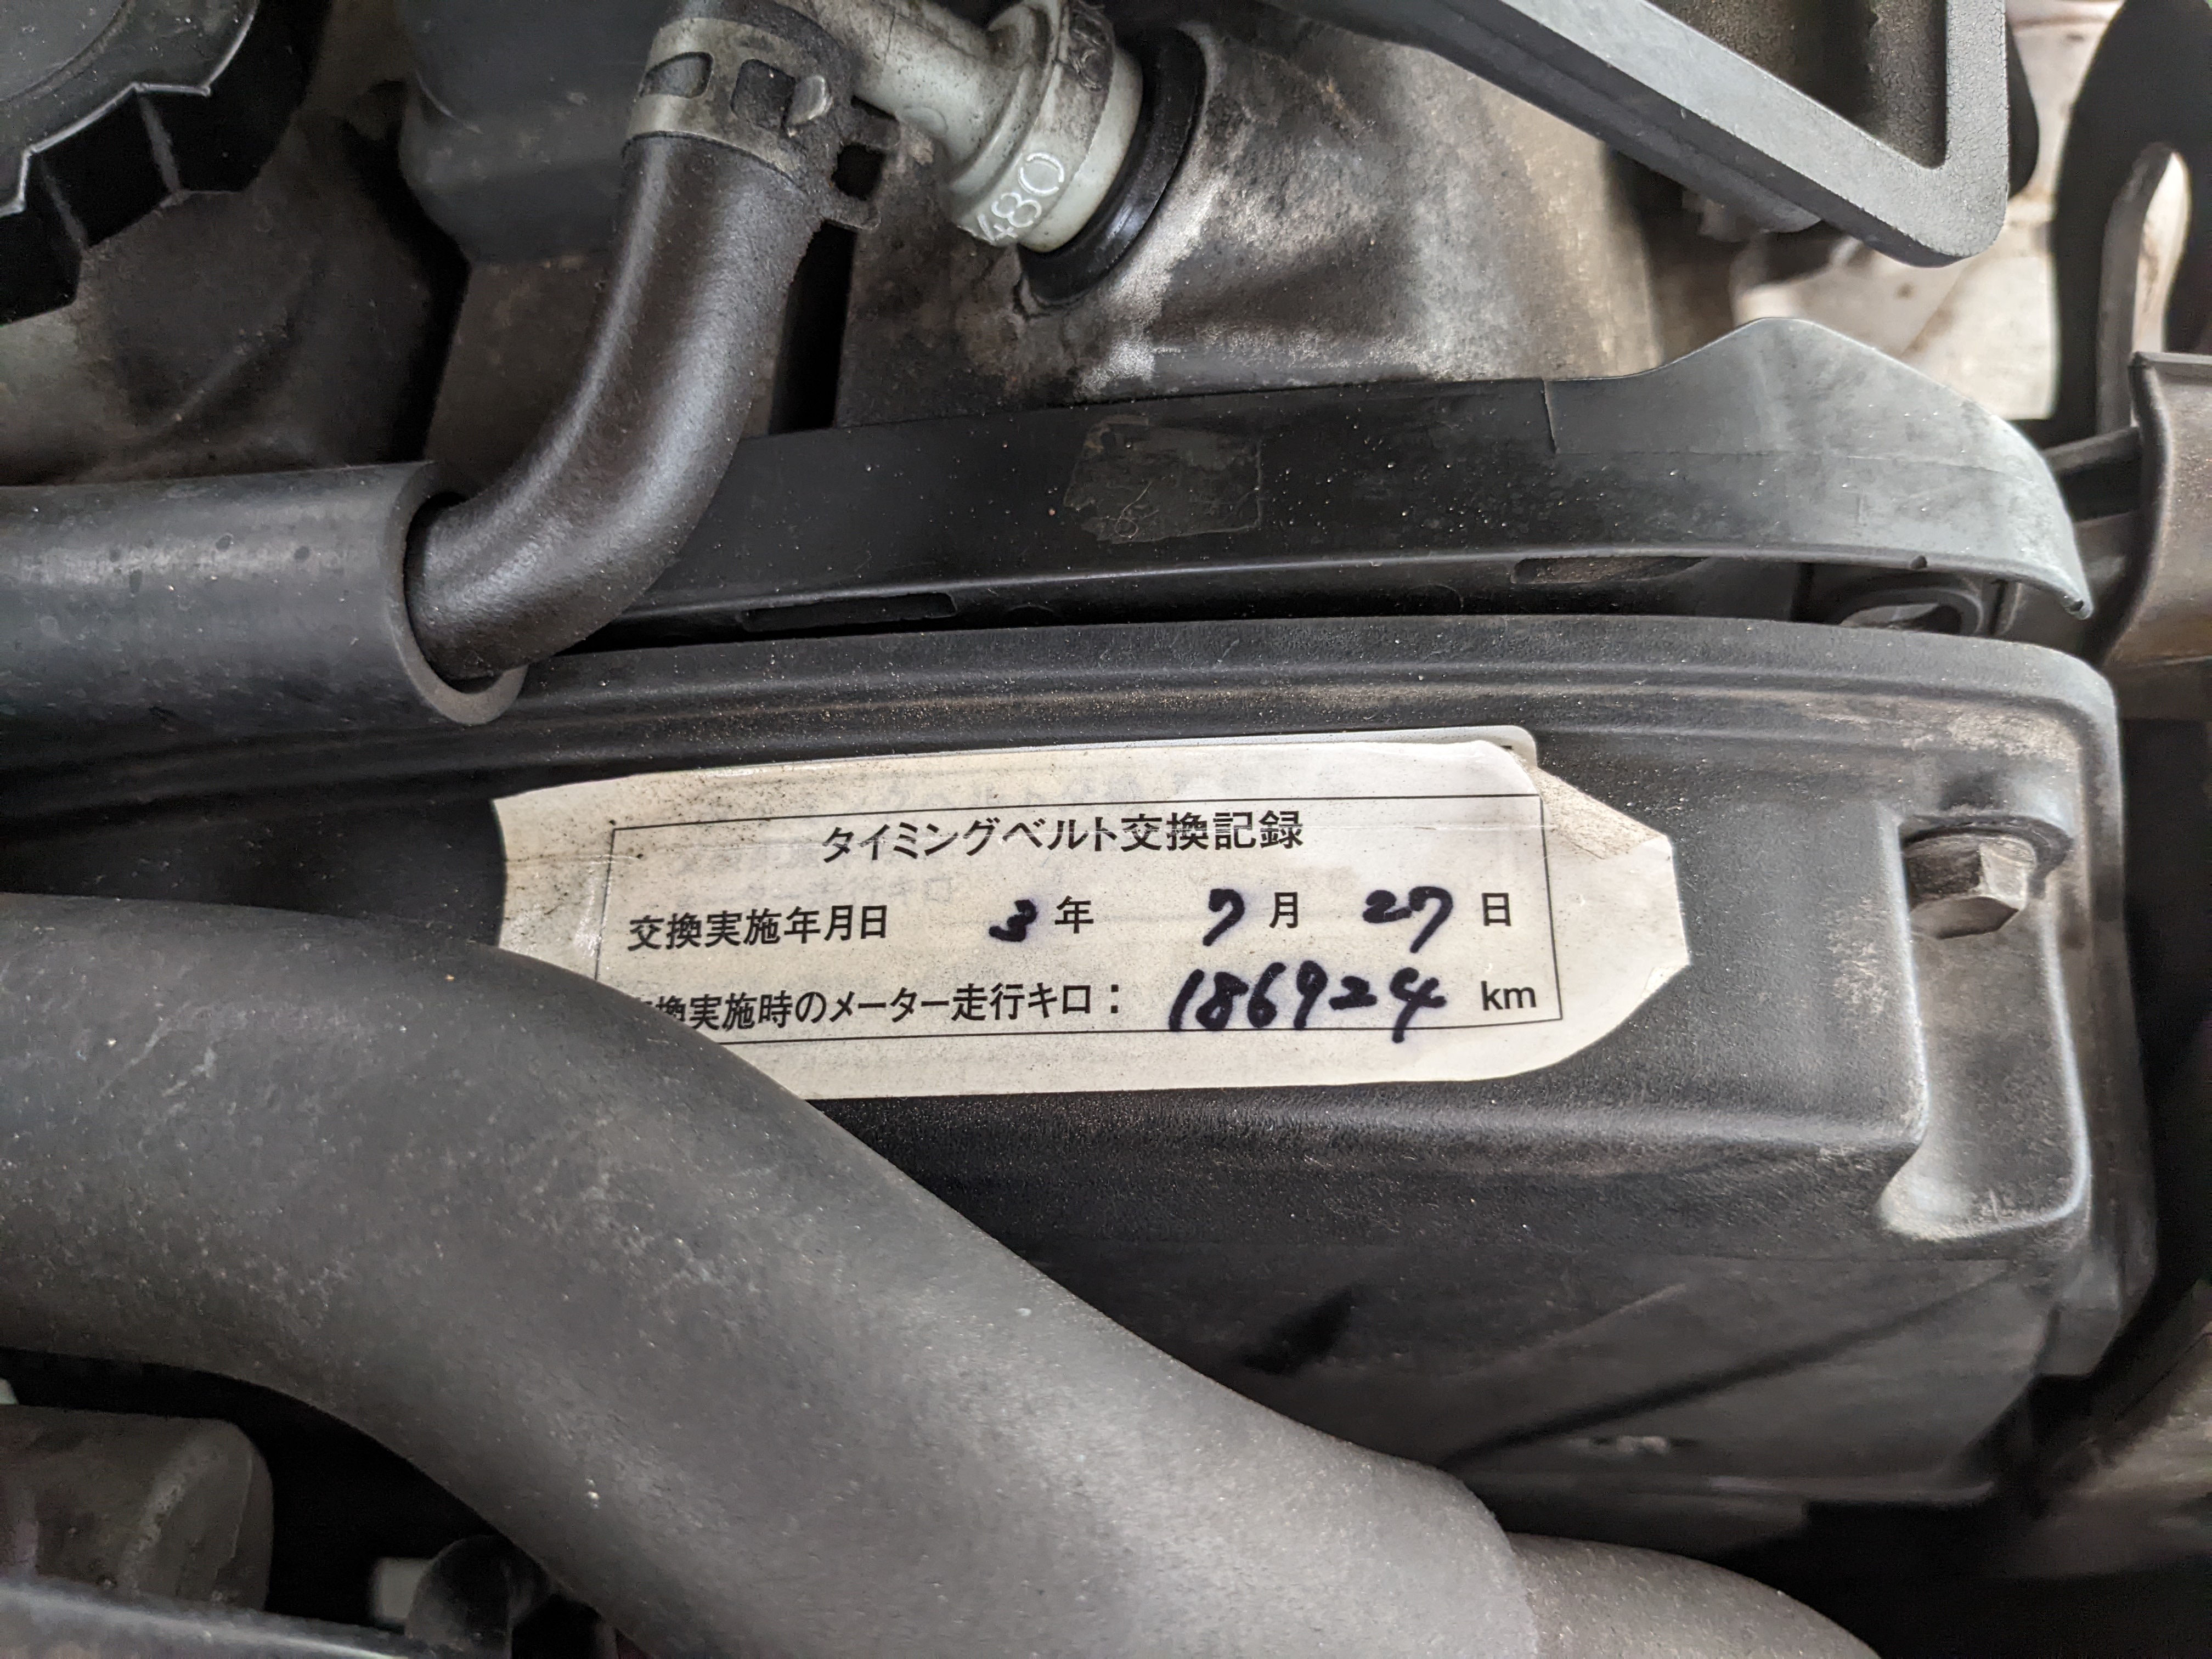 480
タイミングベルト交換記録
交換実施年月日 3年 7月 27日
換実施時のメーター走行キロ： 186924 km